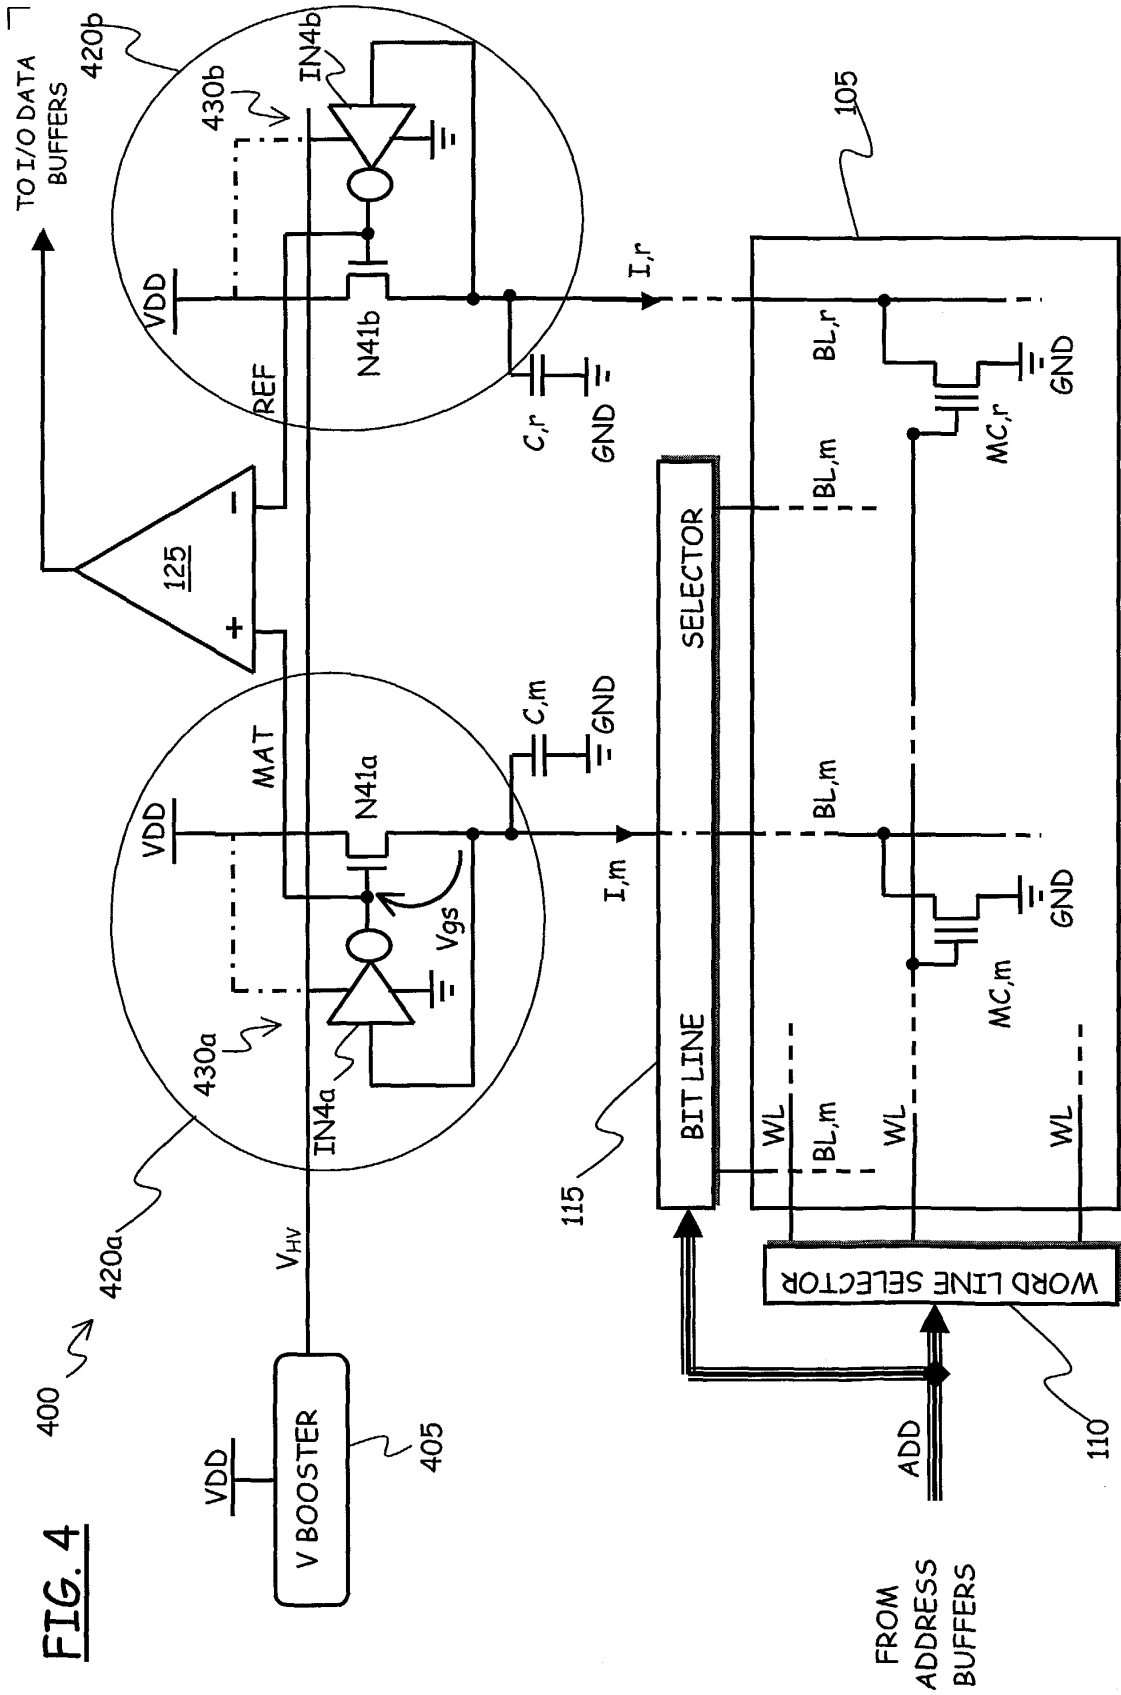 FIG. 4
400
VDD
V BOOSTER
405
VHV
420a
VDD
MAT
430a
IN4a
N41a
Vgs
C,m
GND
I,m
125
+
−
TO I/O DATA
BUFFERS
420b
VDD
REF
430b
IN4b
N41b
C,r
GND
I,r
115
BIT LINE SELECTOR
105
WL
WL
WL
BL,m
BL,m
BL,m
BL,r
MC,m
GND
MC,r
GND
WORD LINE SELECTOR
110
ADD
FROM
ADDRESS
BUFFERS